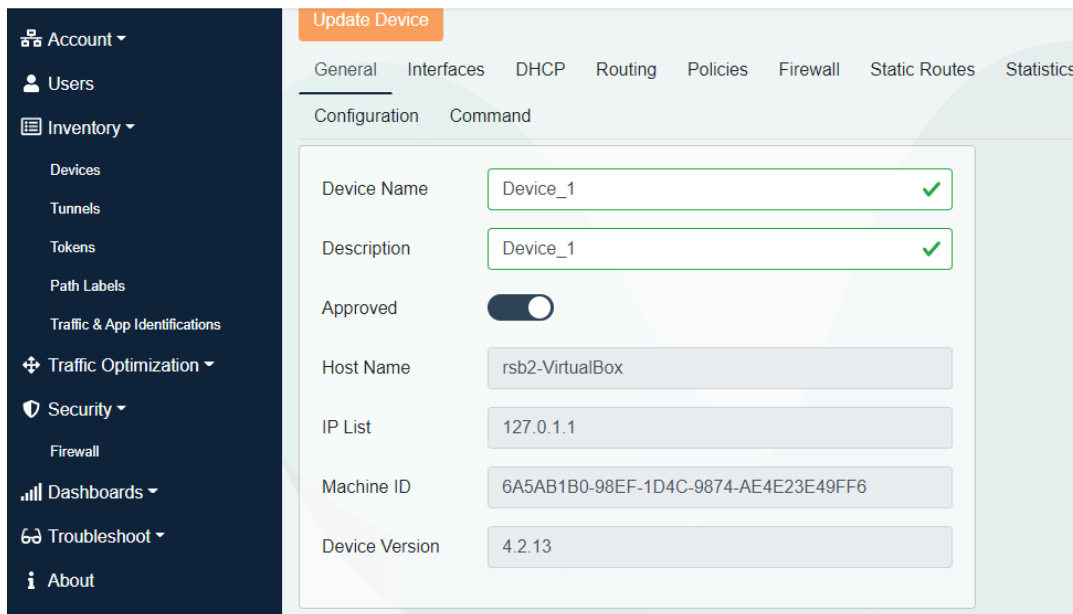 Account
Users
Inventory
Devices
Tunnels
Tokens
Path Labels
Traffic & App Identifications
Traffic Optimization
Security
Firewall
Dashboards
Troubleshoot
About
Update Device
General Interfaces DHCP Routing Policies Firewall Static Routes Statistics
Configuration Command
Device Name Device_1
Description Device_1
Approved
Host Name rsb2-VirtualBox
IP List 127.0.1.1
Machine ID 6A5AB1B0-98EF-1D4C-9874-AE4E23E49FF6
Device Version 4.2.13